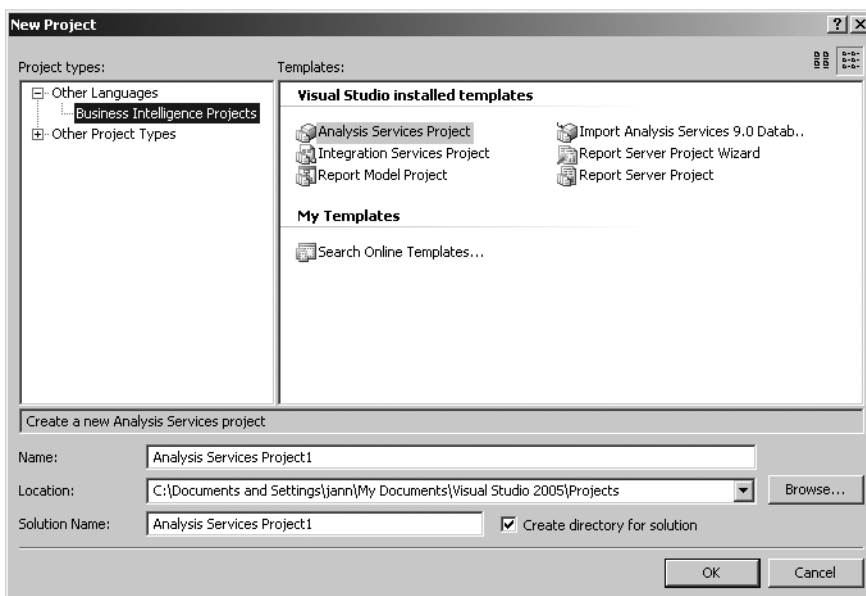 New Project
Project types:
Templates:
Other Languages
Business Intelligence Projects
Other Project Types
Visual Studio installed templates
Analysis Services Project
Import Analysis Services 9.0 Datab..
Integration Services Project
Report Server Project Wizard
Report Model Project
Report Server Project
My Templates
Search Online Templates...
Create a new Analysis Services project
Name:
Analysis Services Project1
Location:
C:\Documents and Settings\jann\My Documents\Visual Studio 2005\Projects
Browse...
Solution Name:
Analysis Services Project1
Create directory for solution
OK
Cancel